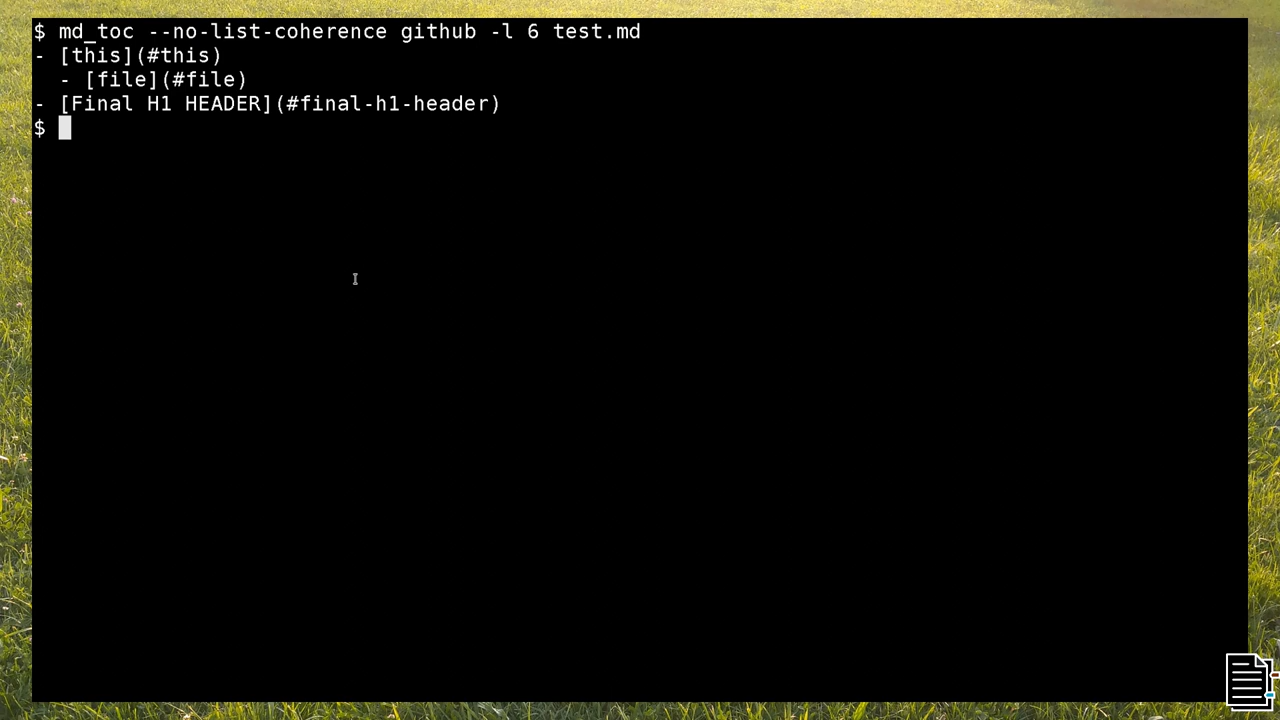 $ md_toc --no-list-coherence github -l 6 test.md
- [this](#this)
  - [file](#file)
- [Final H1 HEADER](#final-h1-header)
$